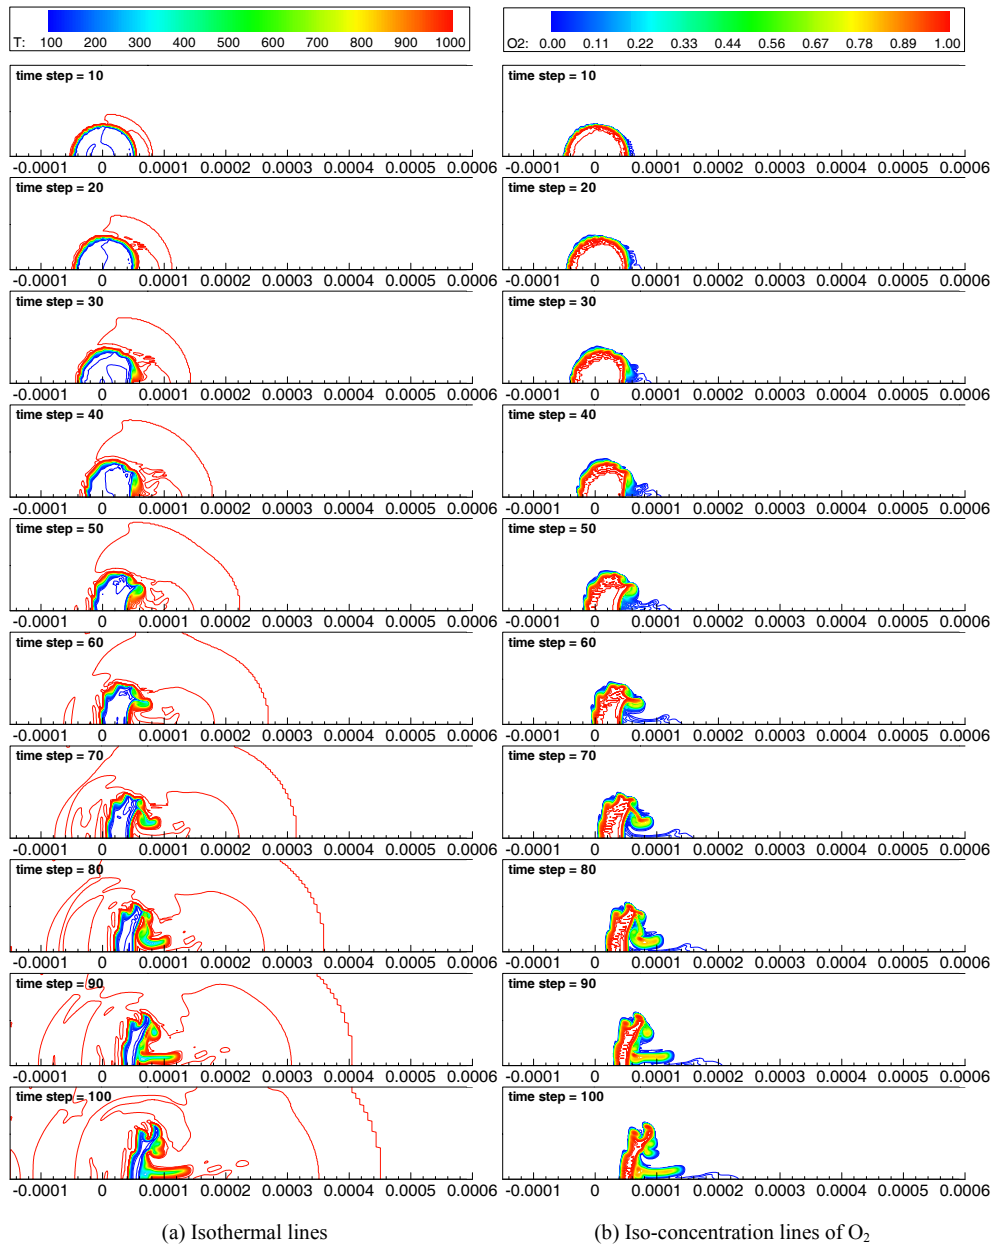 T: 100 200 300 400 500 600 700 800 900 1000
O2: 0.00 0.11 0.22 0.33 0.44 0.56 0.67 0.78 0.89 1.00
time step = 10
-0.0001 0 0.0001 0.0002 0.0003 0.0004 0.0005 0.0006
time step = 10
-0.0001 0 0.0001 0.0002 0.0003 0.0004 0.0005 0.0006
time step = 20
-0.0001 0 0.0001 0.0002 0.0003 0.0004 0.0005 0.0006
time step = 20
-0.0001 0 0.0001 0.0002 0.0003 0.0004 0.0005 0.0006
time step = 30
-0.0001 0 0.0001 0.0002 0.0003 0.0004 0.0005 0.0006
time step = 30
-0.0001 0 0.0001 0.0002 0.0003 0.0004 0.0005 0.0006
time step = 40
-0.0001 0 0.0001 0.0002 0.0003 0.0004 0.0005 0.0006
time step = 40
-0.0001 0 0.0001 0.0002 0.0003 0.0004 0.0005 0.0006
time step = 50
-0.0001 0 0.0001 0.0002 0.0003 0.0004 0.0005 0.0006
time step = 50
-0.0001 0 0.0001 0.0002 0.0003 0.0004 0.0005 0.0006
time step = 60
-0.0001 0 0.0001 0.0002 0.0003 0.0004 0.0005 0.0006
time step = 60
-0.0001 0 0.0001 0.0002 0.0003 0.0004 0.0005 0.0006
time step = 70
-0.0001 0 0.0001 0.0002 0.0003 0.0004 0.0005 0.0006
time step = 70
-0.0001 0 0.0001 0.0002 0.0003 0.0004 0.0005 0.0006
time step = 80
-0.0001 0 0.0001 0.0002 0.0003 0.0004 0.0005 0.0006
time step = 80
-0.0001 0 0.0001 0.0002 0.0003 0.0004 0.0005 0.0006
time step = 90
-0.0001 0 0.0001 0.0002 0.0003 0.0004 0.0005 0.0006
time step = 90
-0.0001 0 0.0001 0.0002 0.0003 0.0004 0.0005 0.0006
time step = 100
-0.0001 0 0.0001 0.0002 0.0003 0.0004 0.0005 0.0006
time step = 100
-0.0001 0 0.0001 0.0002 0.0003 0.0004 0.0005 0.0006
(a) Isothermal lines
(b) Iso-concentration lines of O₂